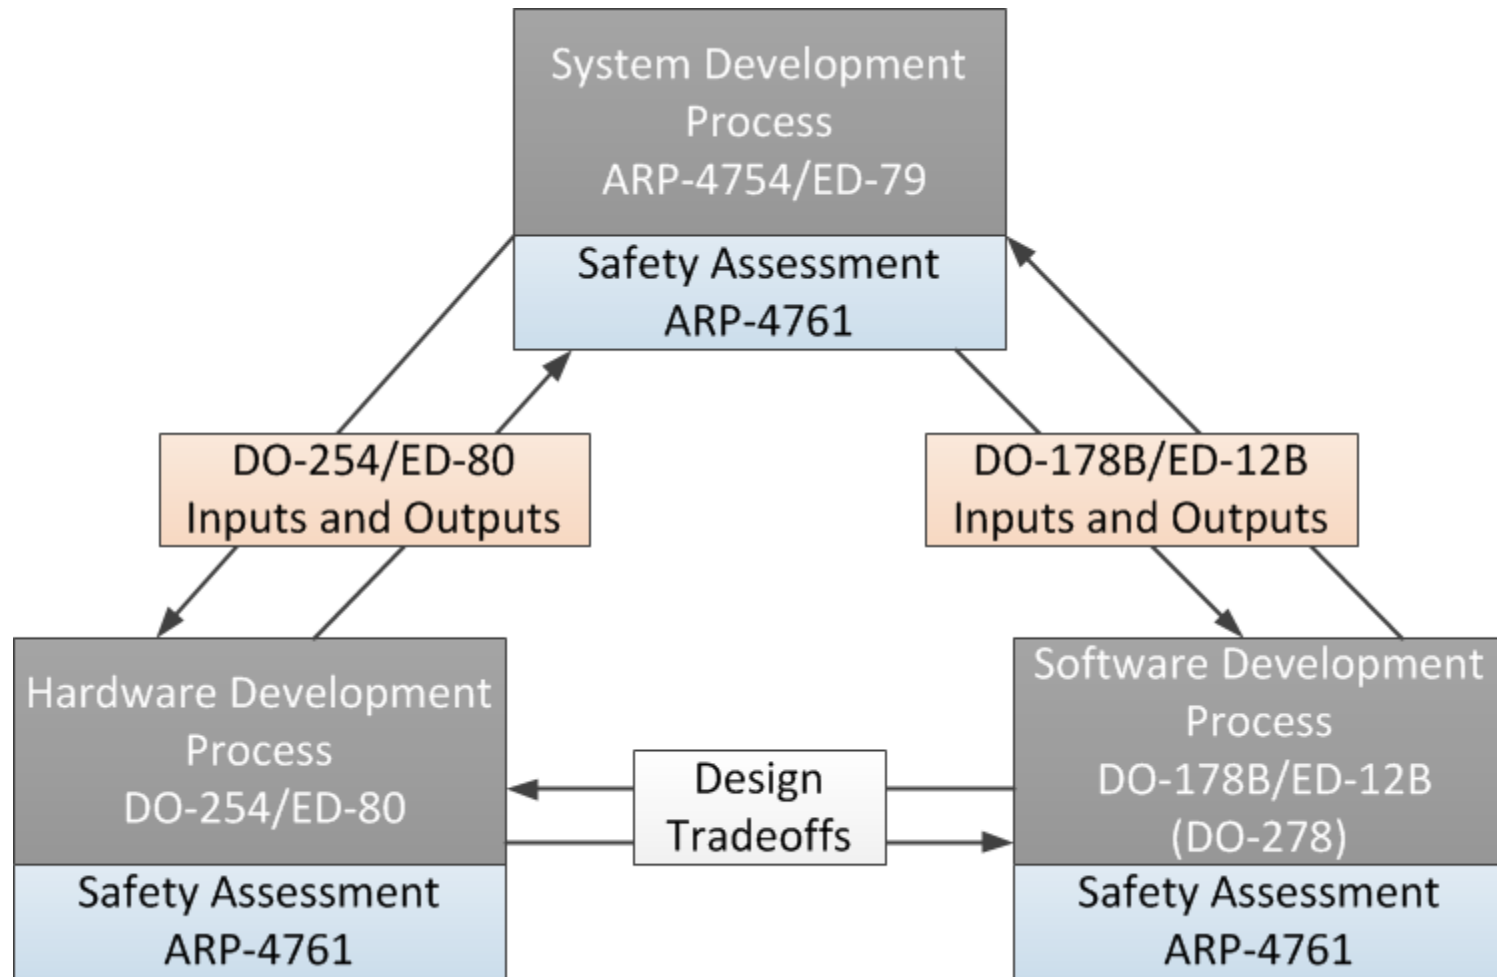 System Development
Process
ARP-4754/ED-79
Safety Assessment
ARP-4761
DO-254/ED-80
Inputs and Outputs
DO-178B/ED-12B
Inputs and Outputs
Hardware Development
Process
DO-254/ED-80
Safety Assessment
ARP-4761
Design
Tradeoffs
Software Development
Process
DO-178B/ED-12B
(DO-278)
Safety Assessment
ARP-4761